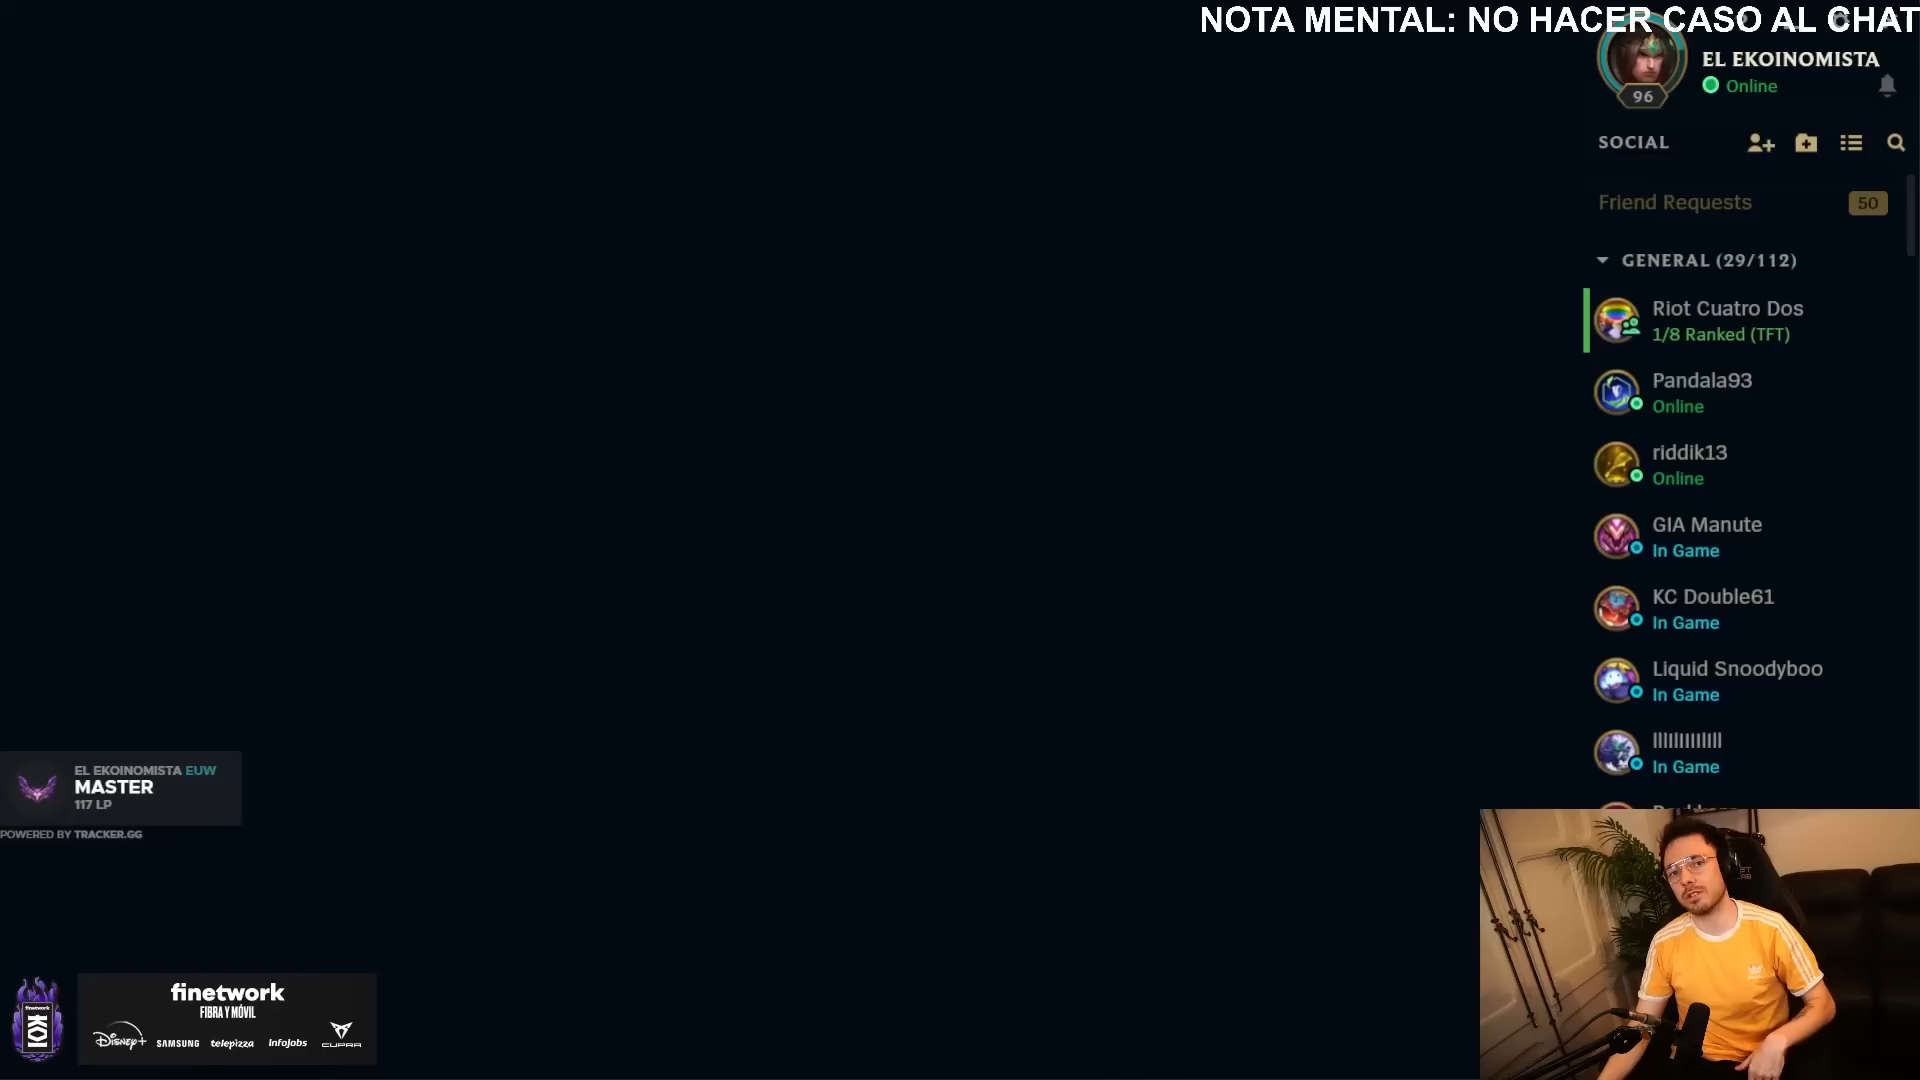 NOTA MENTAL: NO HACER CASO AL CHAT
EL EKOINOMISTA
96
Online
SOCIAL
Friend Requests
50
GENERAL (29/112)
Riot Cuatro Dos
1/8 Ranked (TFT)
Pandala93
Online
riddik13
Online
GIA Manute
In Game
KC Double61
In Game
Liquid Snoodyboo
In Game
In Game
EL EKOINOMISTA EUW
MASTER
117 LP
POWERED BY TRACKER.GG
finetwork
KOI
finetwork
FIBRA Y MÓVIL
Disney+ SAMSUNG telepizza InfoJobs CUPRA